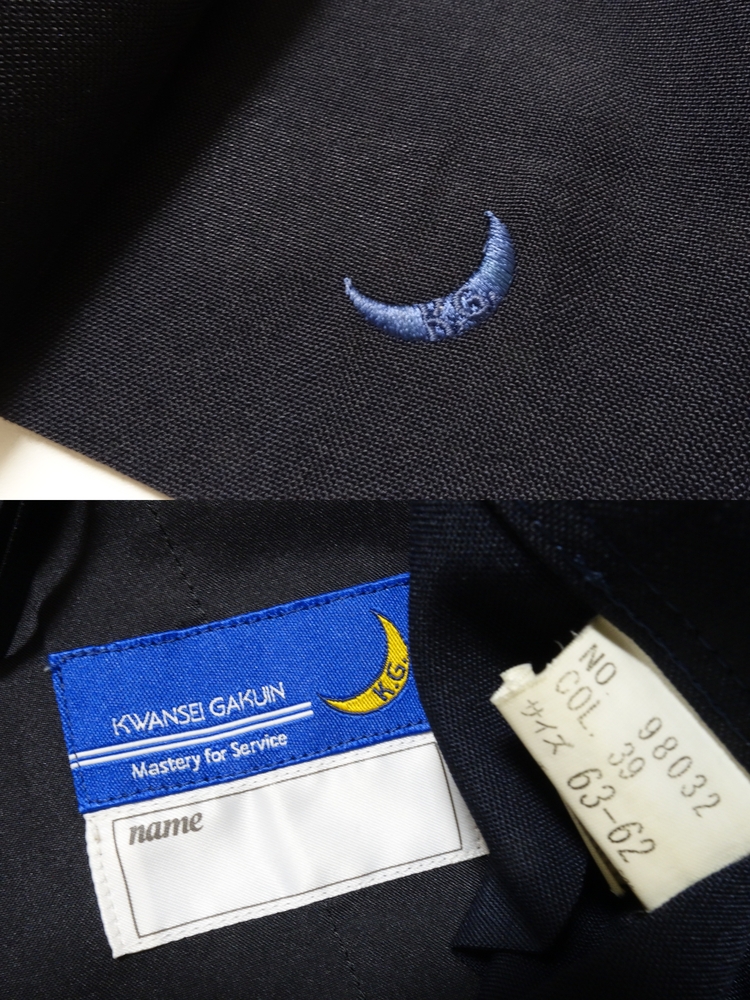 K.G.
K.G.
KWANSEI GAKUIN
Mastery for Service
name
NO. 98032
COL. 39
サイズ 63-62